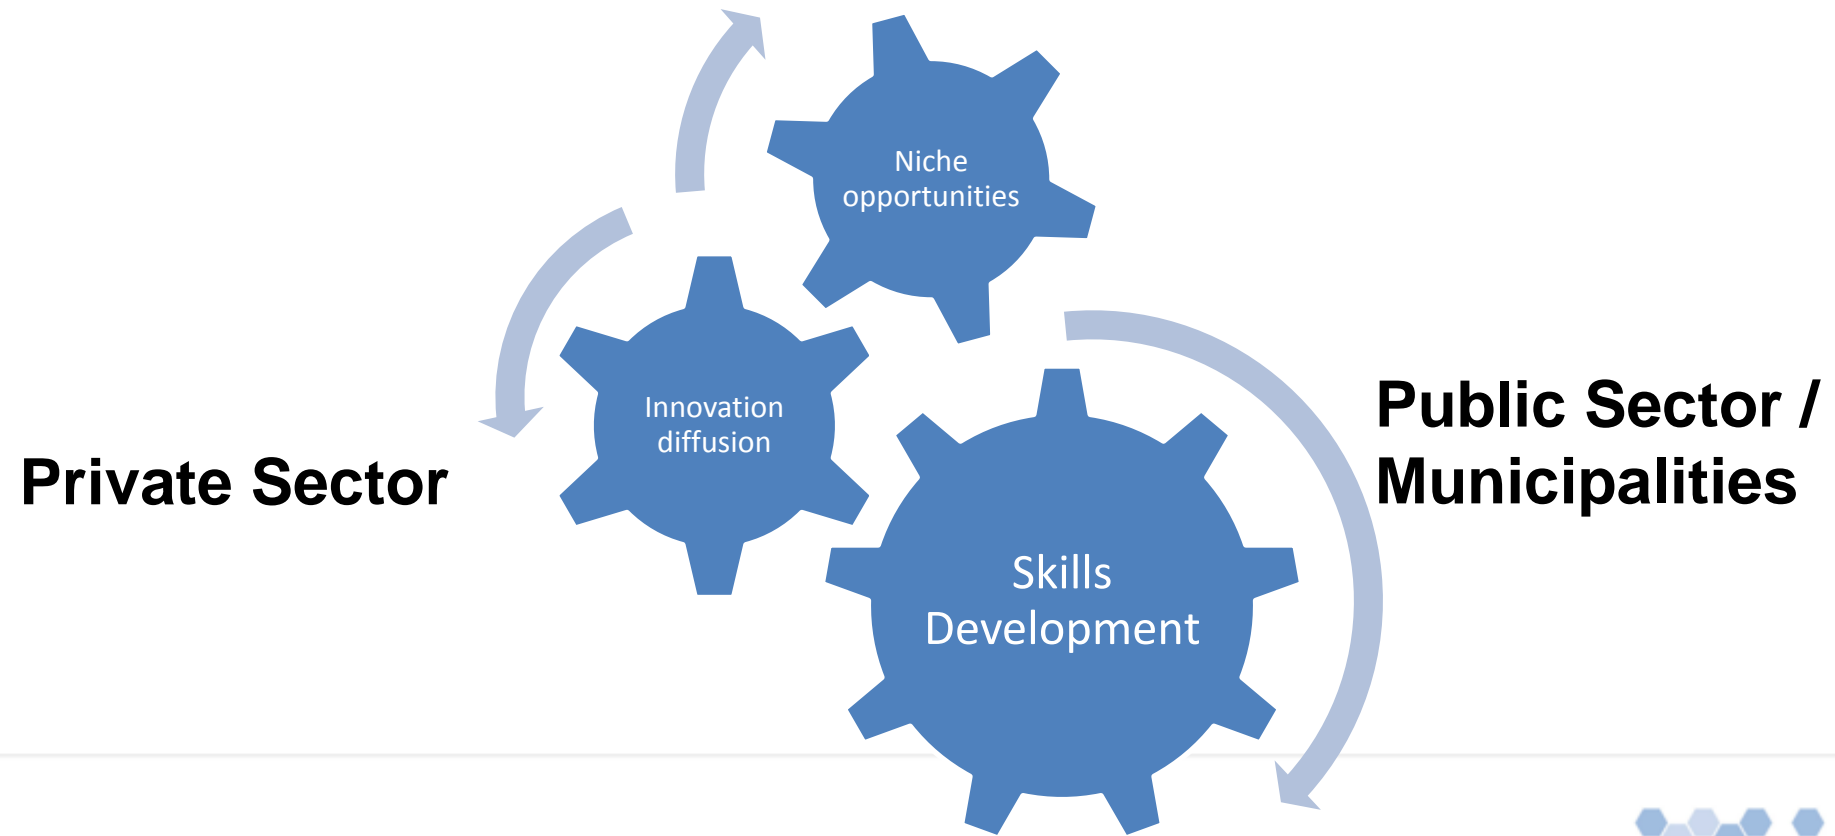 Niche
opportunities
Innovation
diffusion
Private Sector
Public Sector /
Municipalities
Skills
Development